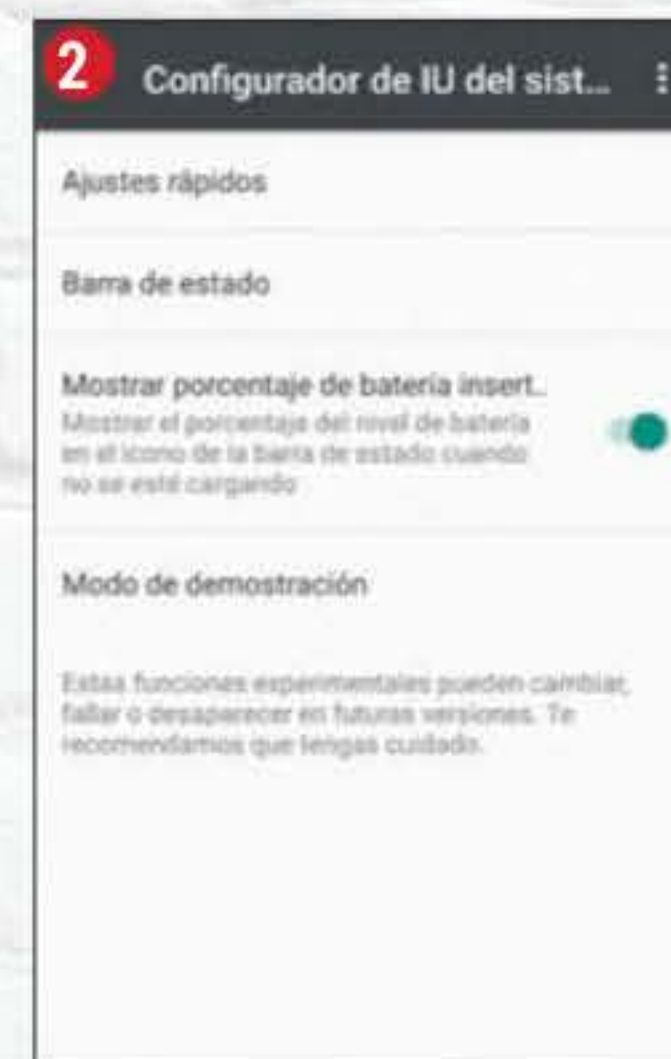 2
Configurador de IU del sist...
Ajustes rápidos
Barra de estado
Mostrar porcentaje de batería insert..
Mostrar el porcentaje del nivel de batería
en el icono de la barra de estado cuando
no se esté cargando
Modo de demostración
Estas funciones experimentales pueden cambiar,
fallar o desaparecer en futuras versiones. Te
recomendamos que tengas cuidado.